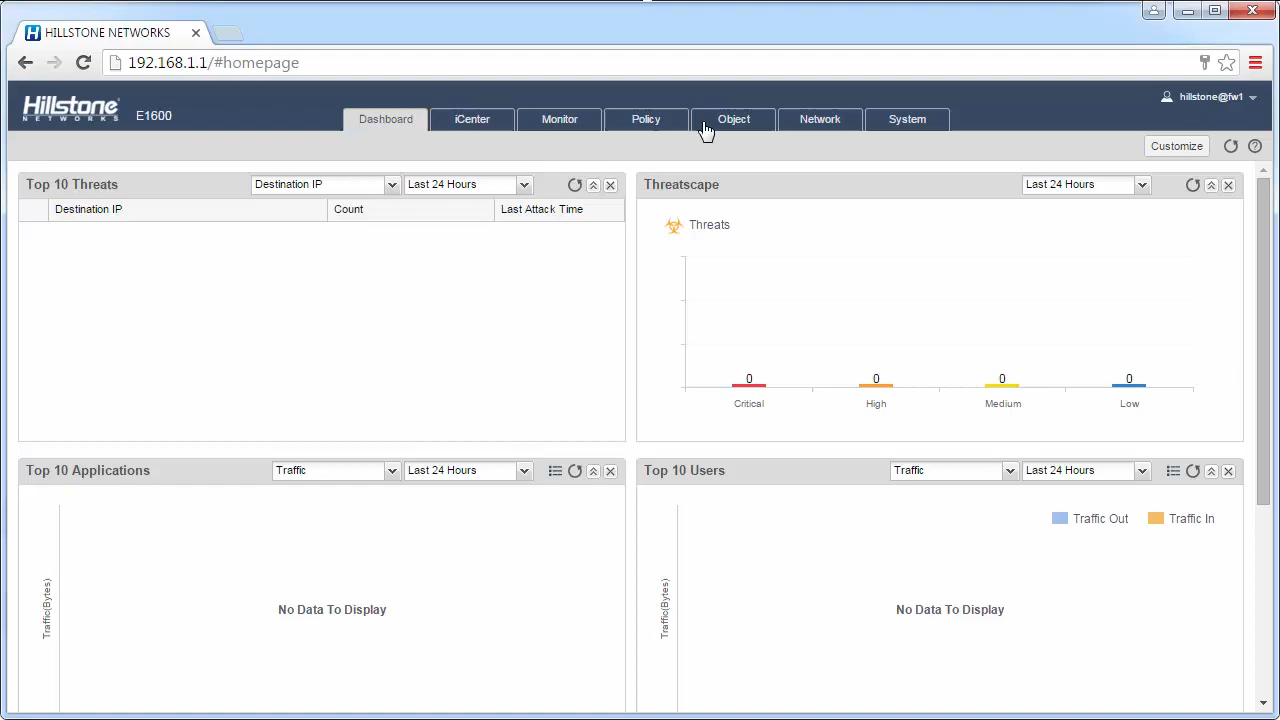 HILLSTONE NETWORKS
192.168.1.1/#homepage
Hillstone
NETWORKS
E1600
Dashboard iCenter Monitor Policy Object Network System
hillstone@fw1
Customize
Top 10 Threats Destination IP Last 24 Hours
Destination IP Count Last Attack Time
Threatscape Last 24 Hours
Threats
0 0 0 0
Critical High Medium Low
Top 10 Applications Traffic Last 24 Hours
Traffic(Bytes)
No Data To Display
Top 10 Users Traffic Last 24 Hours
Traffic Out Traffic In
Traffic(Bytes)
No Data To Display